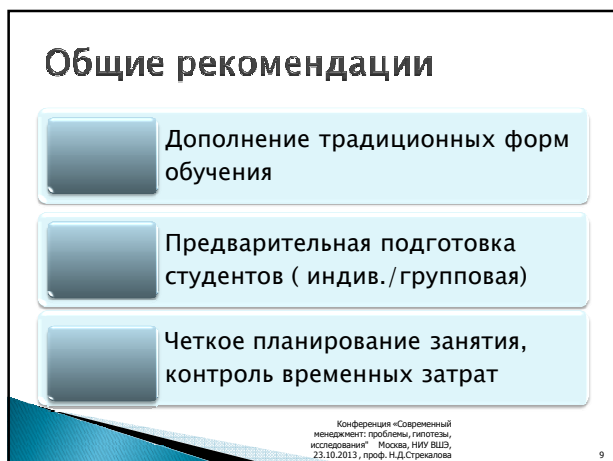 Общие рекомендации
Дополнение традиционных форм
обучения
Предварительная подготовка
студентов ( индив./групповая)
Четкое планирование занятия,
контроль временных затрат
Конференция «Современный
менеджмент: проблемы, гипотезы,
исследования" Москва, НИУ ВШЭ,
23.10.2013 , проф. Н.Д.Стрекалова
9